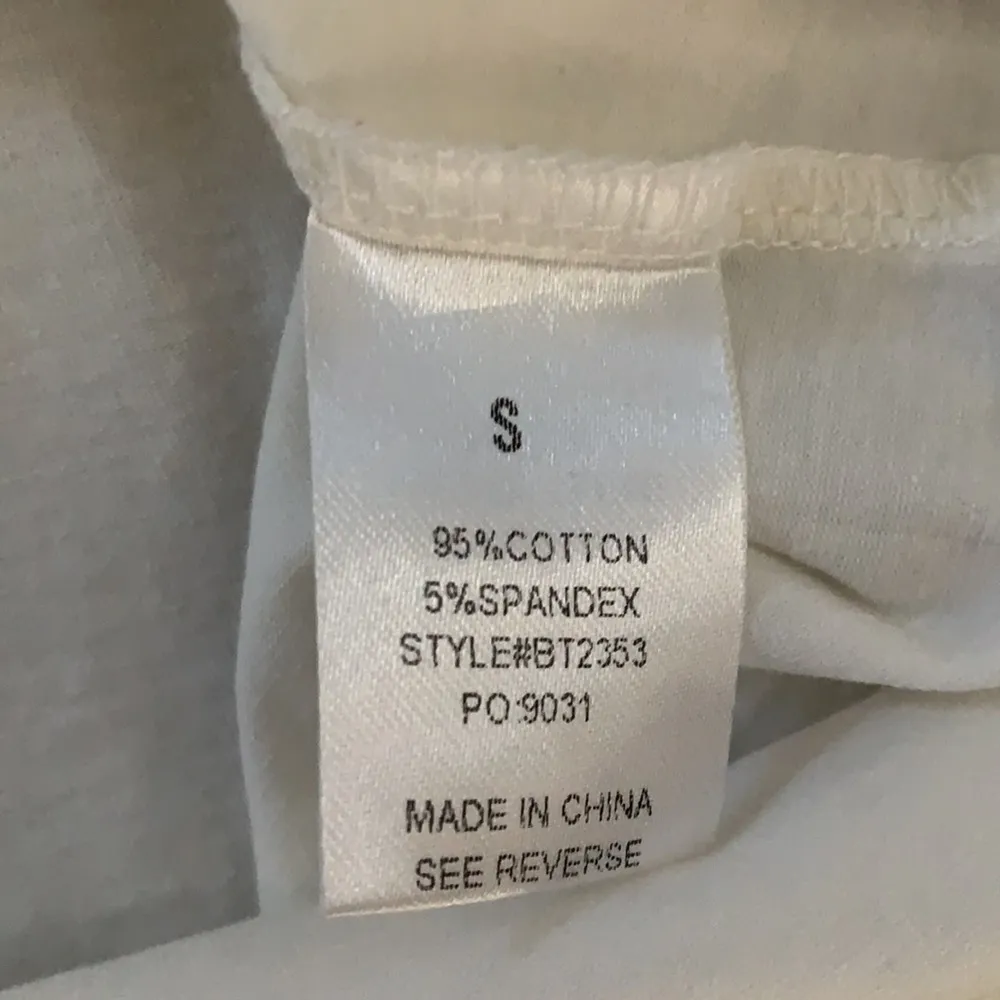 S
95%COTTON
5%SPANDEX
STYLE#BT2353
PO:9031
MADE IN CHINA
SEE REVERSE